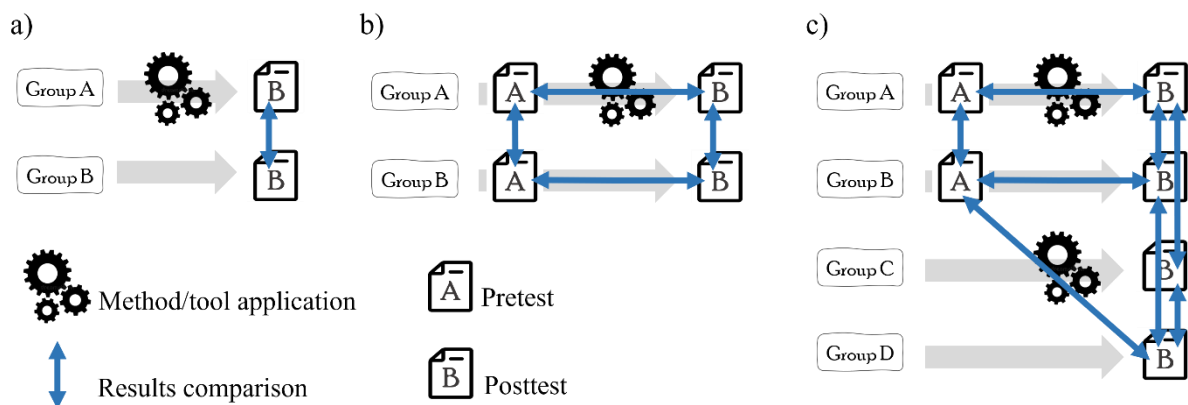 a)
b)
c)
Group A
B
Group A
A
B
Group A
A
B
Group B
B
Group B
A
B
Group B
A
B
Group C
B
Method/tool application
A
Pretest
Group D
B
Results comparison
B
Posttest